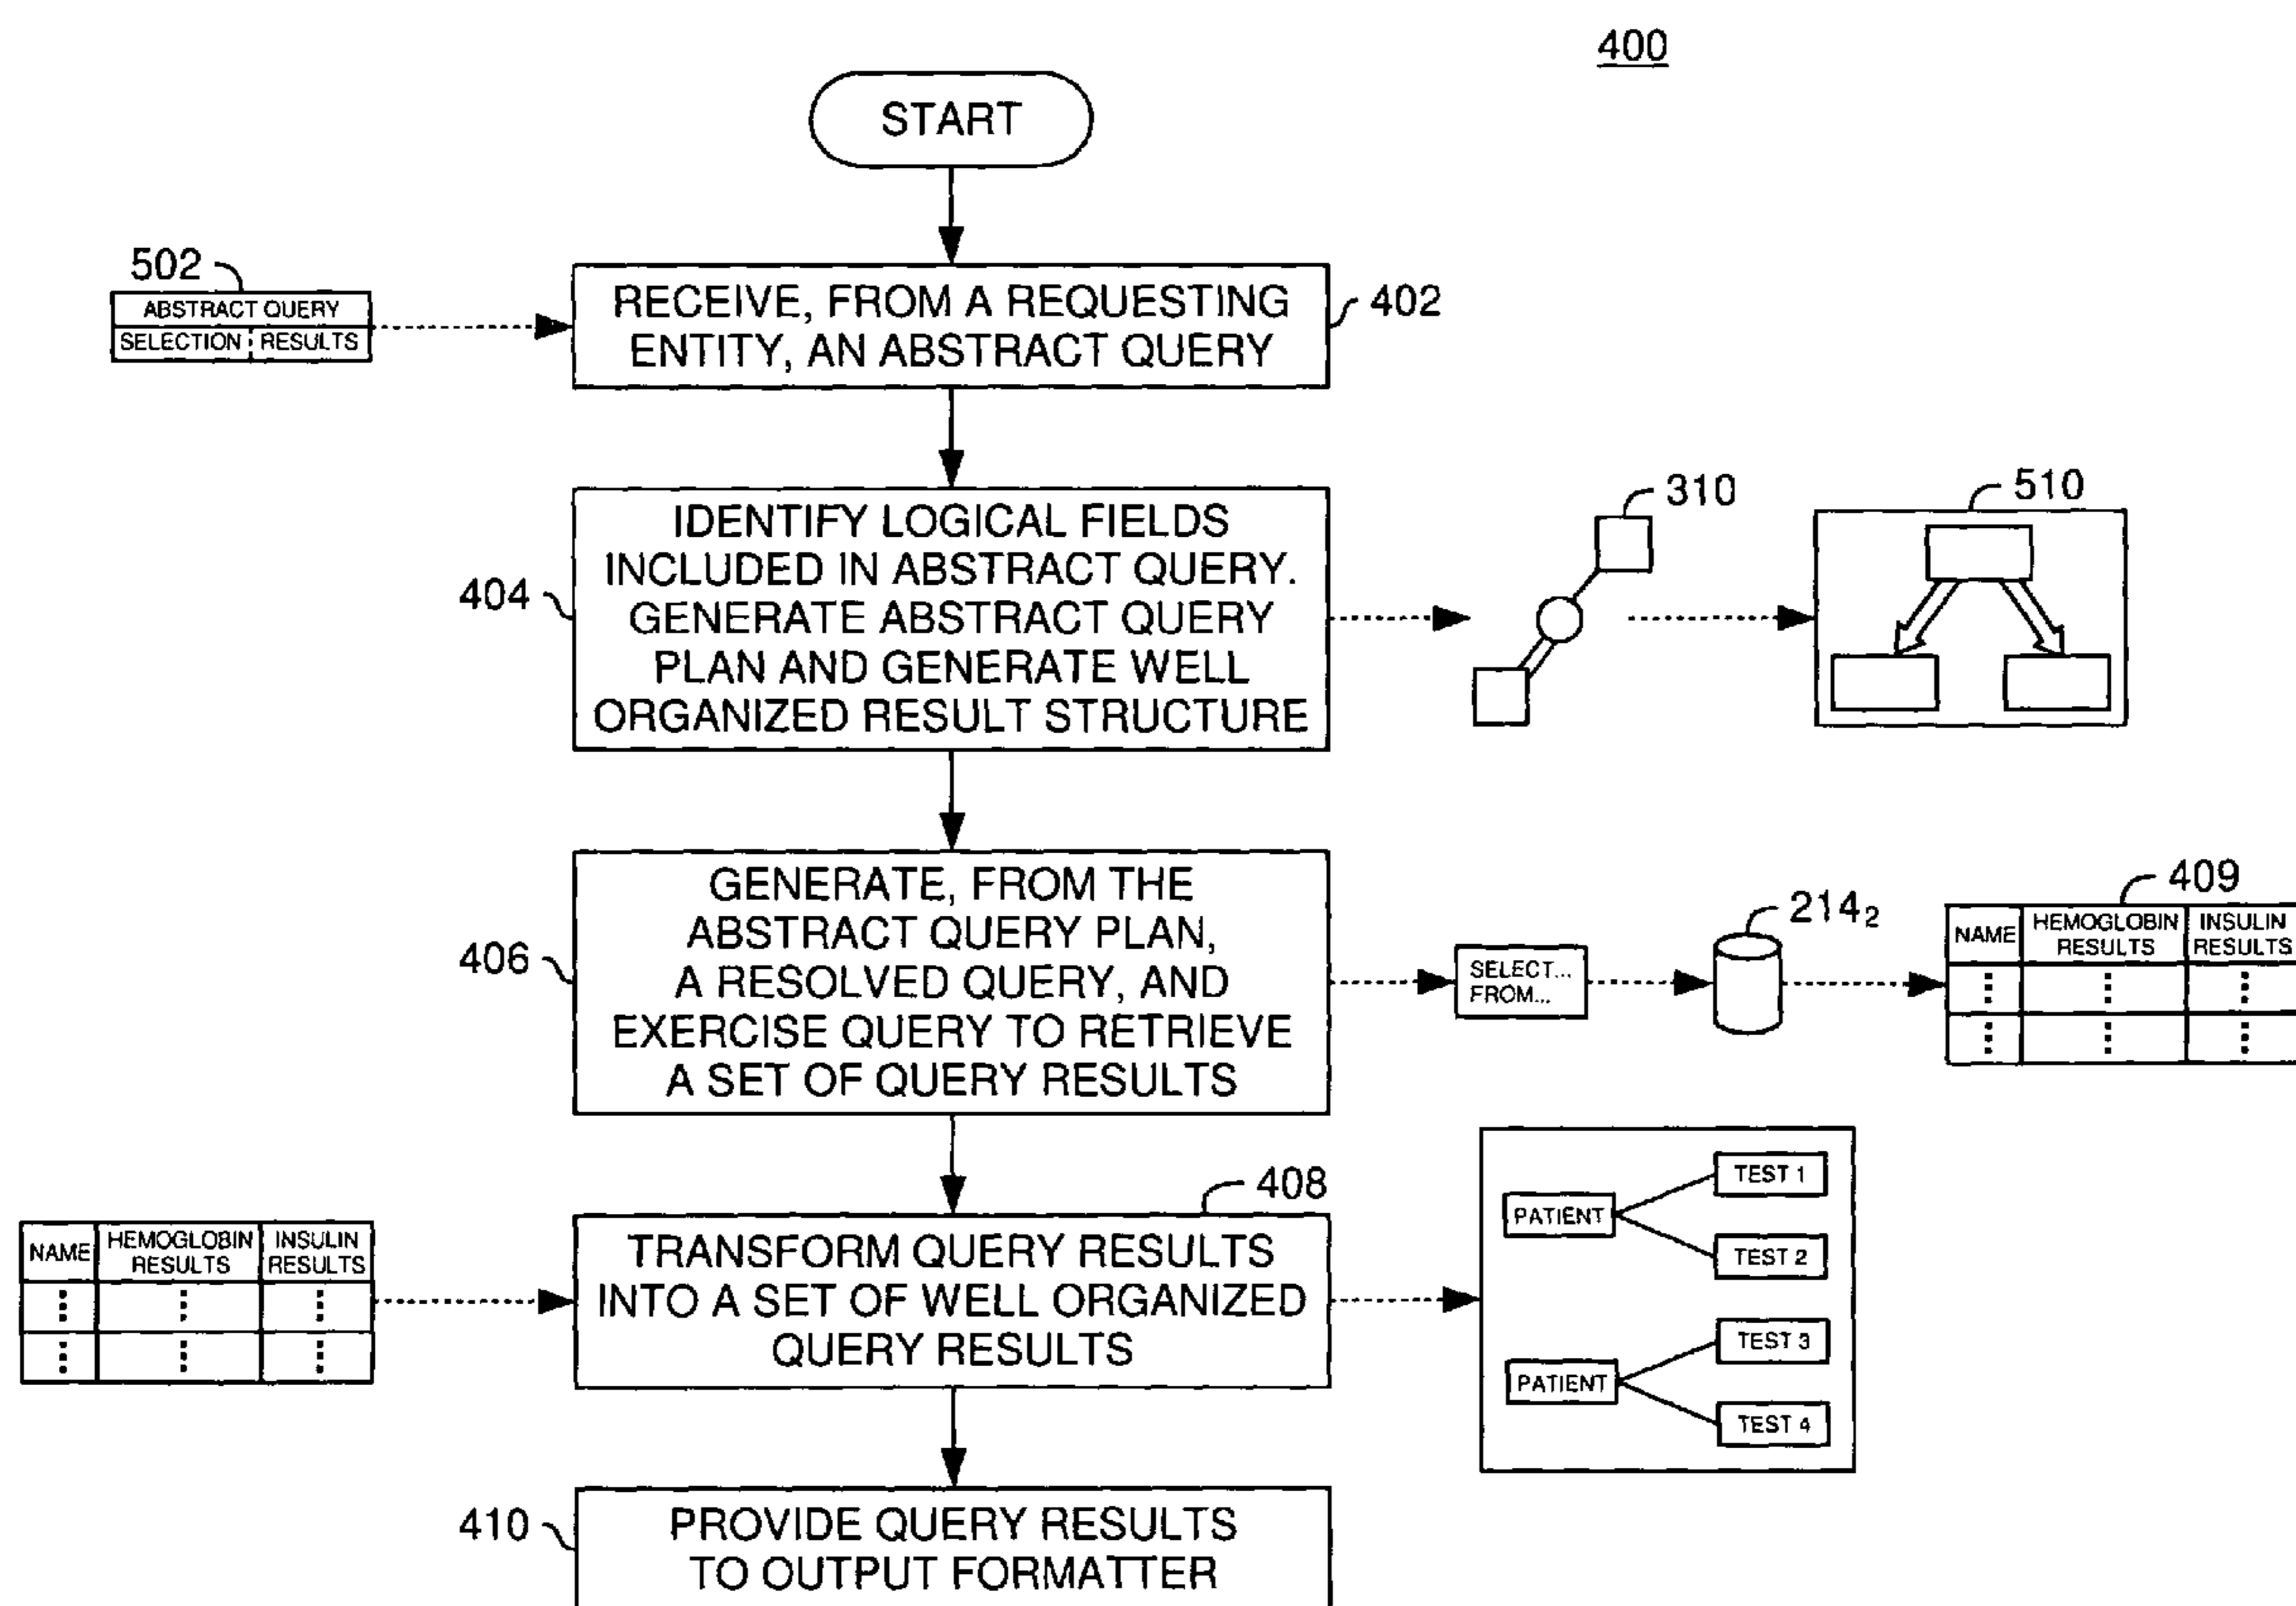 400
START
502
ABSTRACT QUERY
SELECTION RESULTS
RECEIVE, FROM A REQUESTING
ENTITY, AN ABSTRACT QUERY
402
404
IDENTIFY LOGICAL FIELDS
INCLUDED IN ABSTRACT QUERY.
GENERATE ABSTRACT QUERY
PLAN AND GENERATE WELL
ORGANIZED RESULT STRUCTURE
310
510
406
GENERATE, FROM THE
ABSTRACT QUERY PLAN,
A RESOLVED QUERY, AND
EXERCISE QUERY TO RETRIEVE
A SET OF QUERY RESULTS
SELECT...
FROM...
214₂
409
NAME HEMOGLOBIN INSULIN
RESULTS RESULTS
NAME HEMOGLOBIN INSULIN
RESULTS RESULTS
408
TRANSFORM QUERY RESULTS
INTO A SET OF WELL ORGANIZED
QUERY RESULTS
PATIENT
TEST 1
TEST 2
PATIENT
TEST 3
TEST 4
410
PROVIDE QUERY RESULTS
TO OUTPUT FORMATTER